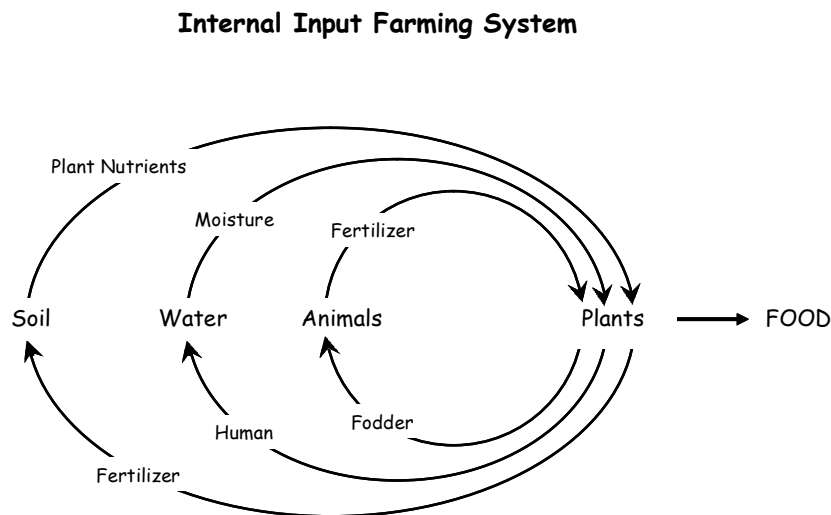 Internal Input Farming System
Plant Nutrients
Moisture
Fertilizer
Soil
Water
Animals
Plants
FOOD
Fodder
Human
Fertilizer